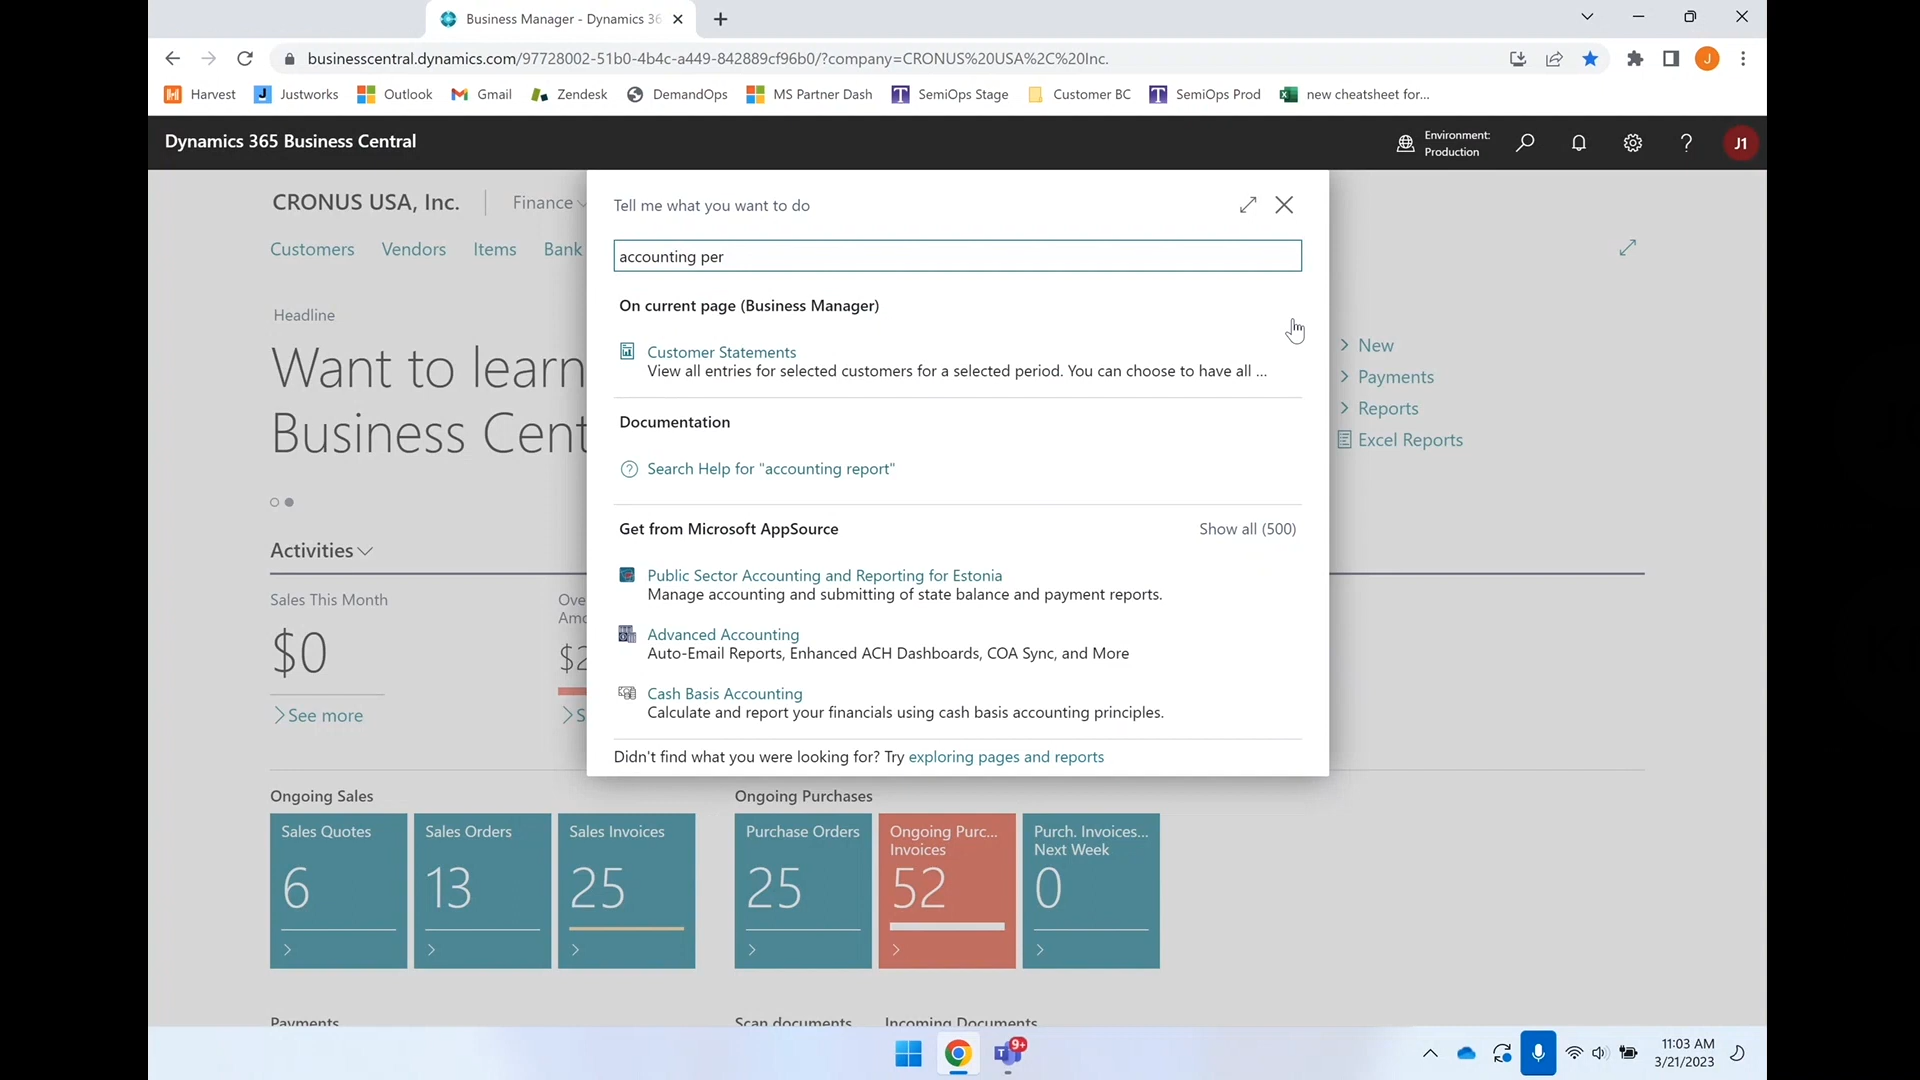 Business Manager - Dynamics 36
businesscentral.dynamics.com/97728002-51b0-4b4c-a449-842889cf96b0/?company=CRONUS%20USA%2C%20Inc.
J
Harvest
Justworks
Outlook
Gmail
Zendesk
DemandOps
MS Partner Dash
SemiOps Stage
Customer BC
SemiOps Prod
new cheatsheet for...
Dynamics 365 Business Central
Environment:
Production
J1
CRONUS USA, Inc.
Finance
Customers
Vendors
Items
Bank
Headline
Want to learn
Business Cent
Activities
Sales This Month
$0
See more
Ove
Amo
$2
S
New
Payments
Reports
Excel Reports
Tell me what you want to do
accounting per
On current page (Business Manager)
Customer Statements
View all entries for selected customers for a selected period. You can choose to have all ...
Documentation
Search Help for "accounting report"
Get from Microsoft AppSource
Show all (500)
Public Sector Accounting and Reporting for Estonia
Manage accounting and submitting of state balance and payment reports.
Advanced Accounting
Auto-Email Reports, Enhanced ACH Dashboards, COA Sync, and More
Cash Basis Accounting
Calculate and report your financials using cash basis accounting principles.
Didn't find what you were looking for? Try exploring pages and reports
Ongoing Sales
Sales Quotes
6
Sales Orders
13
Sales Invoices
25
Ongoing Purchases
Purchase Orders
25
Ongoing Purc...
Invoices
52
Purch. Invoices...
Next Week
0
Payments
Scan documents
Incoming Documents
9+
11:03 AM
3/21/2023